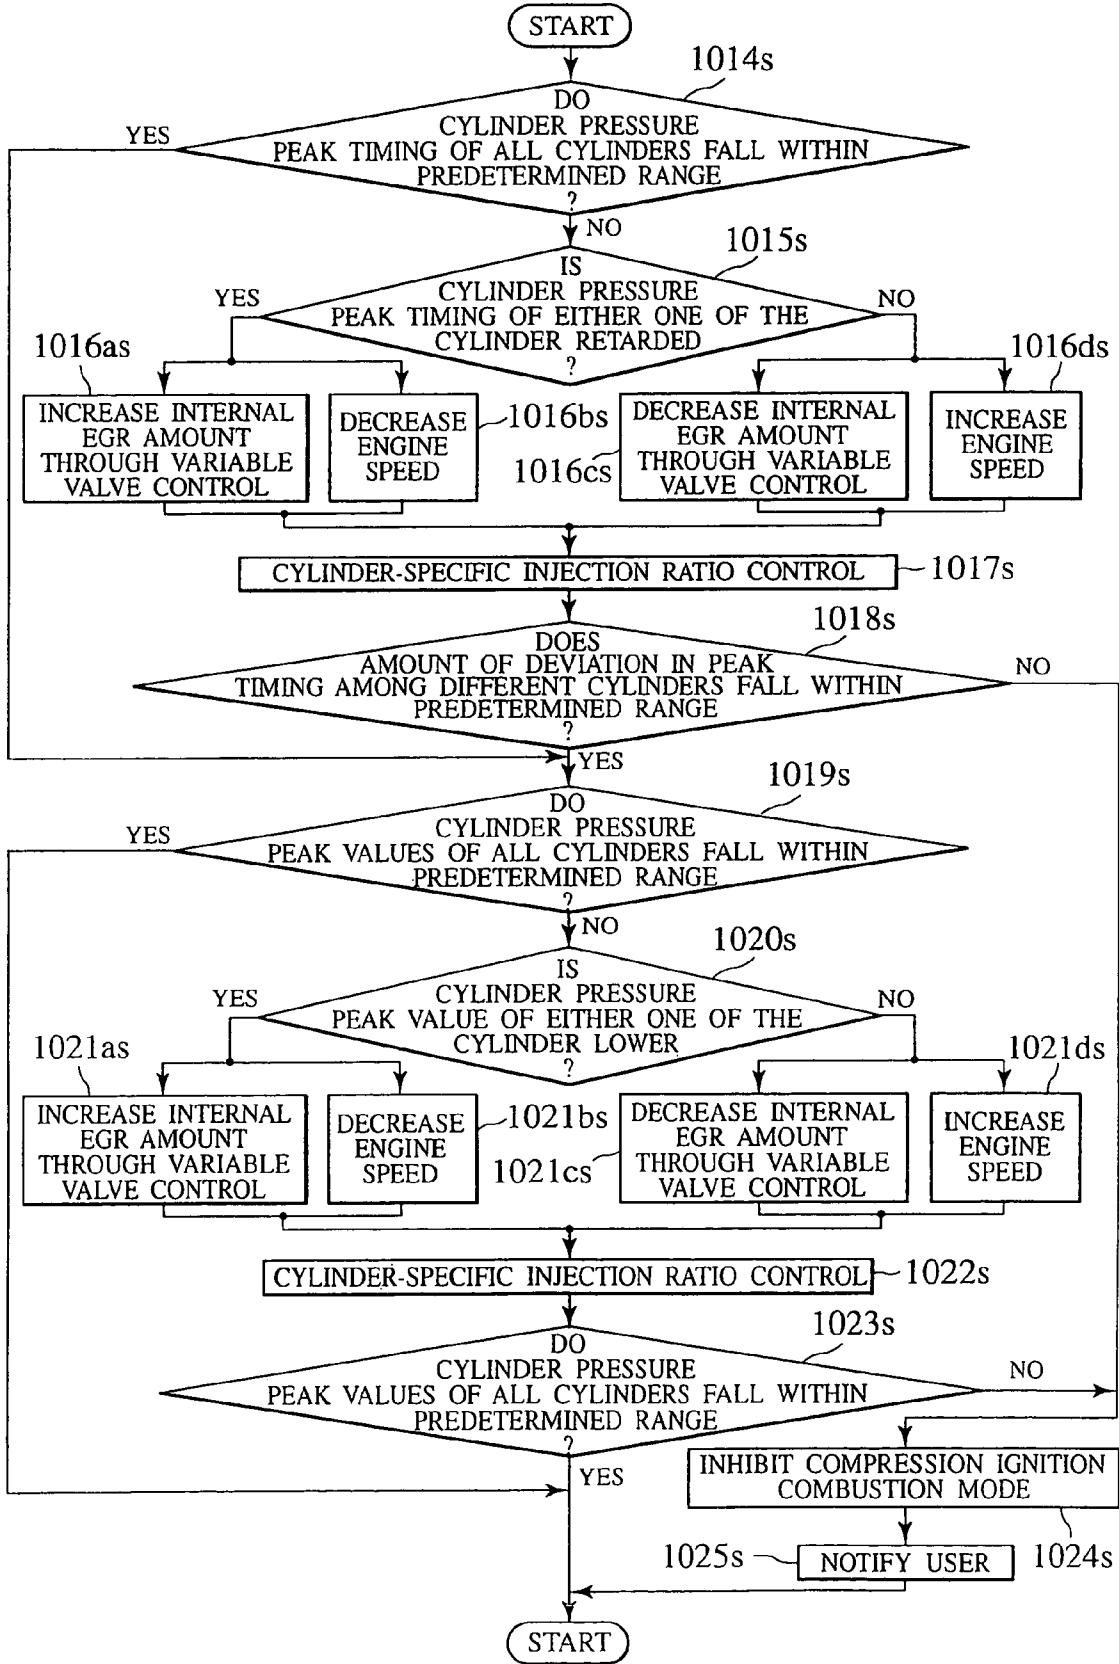 START
1014s
DO
CYLINDER PRESSURE
PEAK TIMING OF ALL CYLINDERS FALL WITHIN
PREDETERMINED RANGE
?
YES
NO
1015s
IS
CYLINDER PRESSURE
PEAK TIMING OF EITHER ONE OF THE
CYLINDER RETARDED
?
YES
NO
1016as
INCREASE INTERNAL
EGR AMOUNT
THROUGH VARIABLE
VALVE CONTROL
DECREASE
ENGINE
SPEED
1016bs
1016cs
DECREASE INTERNAL
EGR AMOUNT
THROUGH VARIABLE
VALVE CONTROL
1016ds
INCREASE
ENGINE
SPEED
CYLINDER-SPECIFIC INJECTION RATIO CONTROL
1017s
1018s
DOES
AMOUNT OF DEVIATION IN PEAK
TIMING AMONG DIFFERENT CYLINDERS FALL WITHIN
PREDETERMINED RANGE
?
NO
YES
1019s
DO
CYLINDER PRESSURE
PEAK VALUES OF ALL CYLINDERS FALL WITHIN
PREDETERMINED RANGE
?
YES
NO
1020s
IS
CYLINDER PRESSURE
PEAK VALUE OF EITHER ONE OF THE
CYLINDER LOWER
?
YES
NO
1021as
INCREASE INTERNAL
EGR AMOUNT
THROUGH VARIABLE
VALVE CONTROL
DECREASE
ENGINE
SPEED
1021bs
1021cs
DECREASE INTERNAL
EGR AMOUNT
THROUGH VARIABLE
VALVE CONTROL
1021ds
INCREASE
ENGINE
SPEED
CYLINDER-SPECIFIC INJECTION RATIO CONTROL
1022s
1023s
DO
CYLINDER PRESSURE
PEAK VALUES OF ALL CYLINDERS FALL WITHIN
PREDETERMINED RANGE
?
NO
YES
INHIBIT COMPRESSION IGNITION
COMBUSTION MODE
1024s
1025s
NOTIFY USER
START